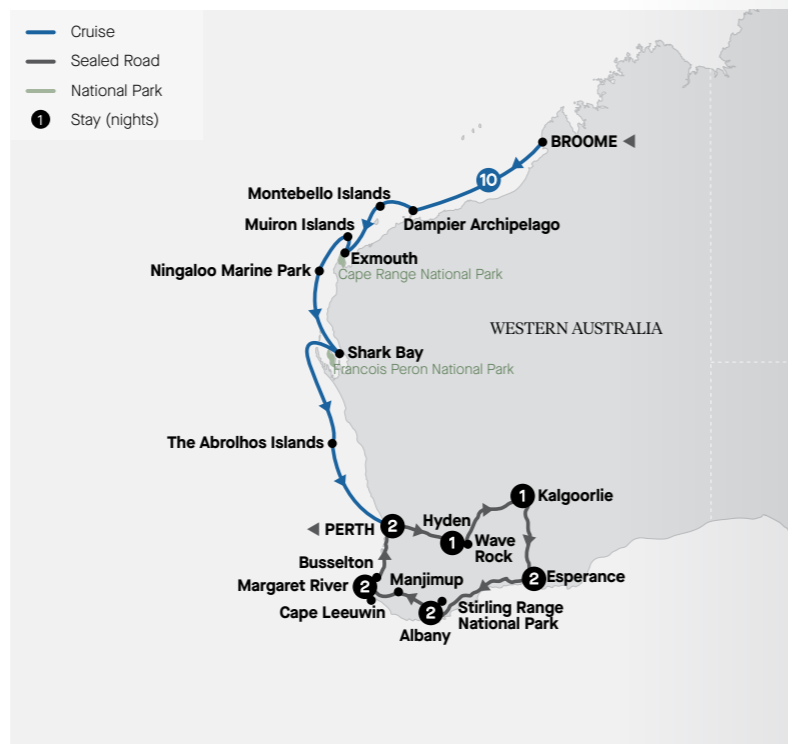 Cruise
Sealed Road
National Park
1 Stay (nights)
BROOME
10
Montebello Islands
Dampier Archipelago
Muiron Islands
Exmouth
Cape Range National Park
Ningaloo Marine Park
WESTERN AUSTRALIA
Shark Bay
Francois Peron National Park
The Abrolhos Islands
1 Kalgoorlie
PERTH 2
Hyden
1 Wave
Rock
Busselton
Margaret River 2
Manjimup
2 Esperance
Cape Leeuwin
2
Stirling Range
National Park
Albany